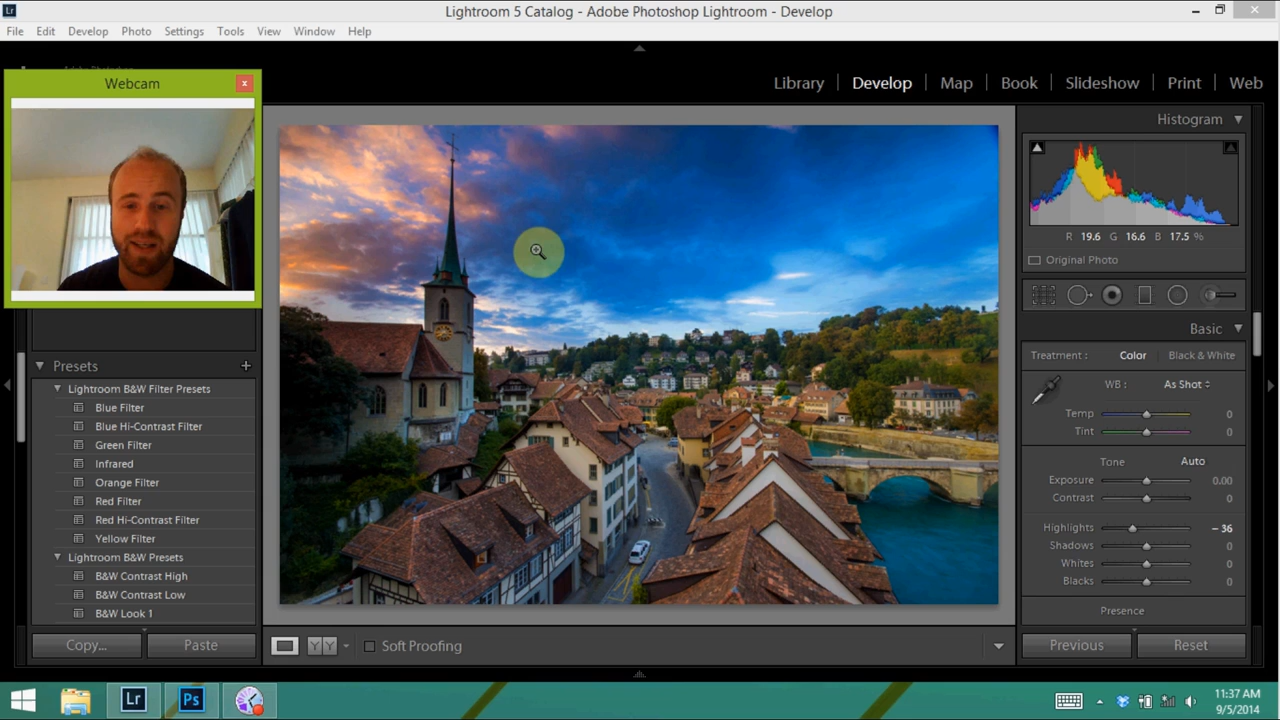 Lr
Lightroom 5 Catalog - Adobe Photoshop Lightroom - Develop
File Edit Develop Photo Settings Tools View Window Help
Webcam
x
Library Develop Map Book Slideshow Print Web
Histogram
R 19.6 G 16.6 B 17.5 %
Original Photo
Basic
Treatment : Color Black & White
WB : As Shot
Temp 0
Tint 0
Tone Auto
Exposure 0.00
Contrast 0
Highlights – 36
Shadows 0
Whites 0
Blacks 0
Presence
Previous Reset
Presets +
Lightroom B&W Filter Presets
Blue Filter
Blue Hi-Contrast Filter
Green Filter
Infrared
Orange Filter
Red Filter
Red Hi-Contrast Filter
Yellow Filter
Lightroom B&W Presets
B&W Contrast High
B&W Contrast Low
B&W Look 1
Copy... Paste
YY
Soft Proofing
Lr
Ps
11:37 AM
9/5/2014